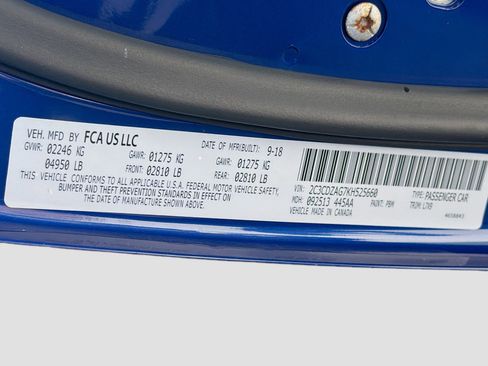 VEH. MFD BY FCA US LLC DATE OF MFR(BUILT): 9-18
GVWR: 02246 KG GAWR: 01275 KG GAWR: 01275 KG
04950 LB FRONT: 02810 LB REAR: 02810 LB
THIS VEHICLE CONFORMS TO ALL APPLICABLE U.S.A. FEDERAL MOTOR VEHICLE SAFETY,
BUMPER AND THEFT PREVENTION STANDARDS IN EFFECT ON
THE DATE OF MANUFACTURE SHOWN ABOVE.
VIN: 2C3CDZAG7KH525660 TYPE: PASSENGER CAR
MDH: 092513 445AA PAINT: PBM TRIM: LJX9
VEHICLE MADE IN CANADA 4658843